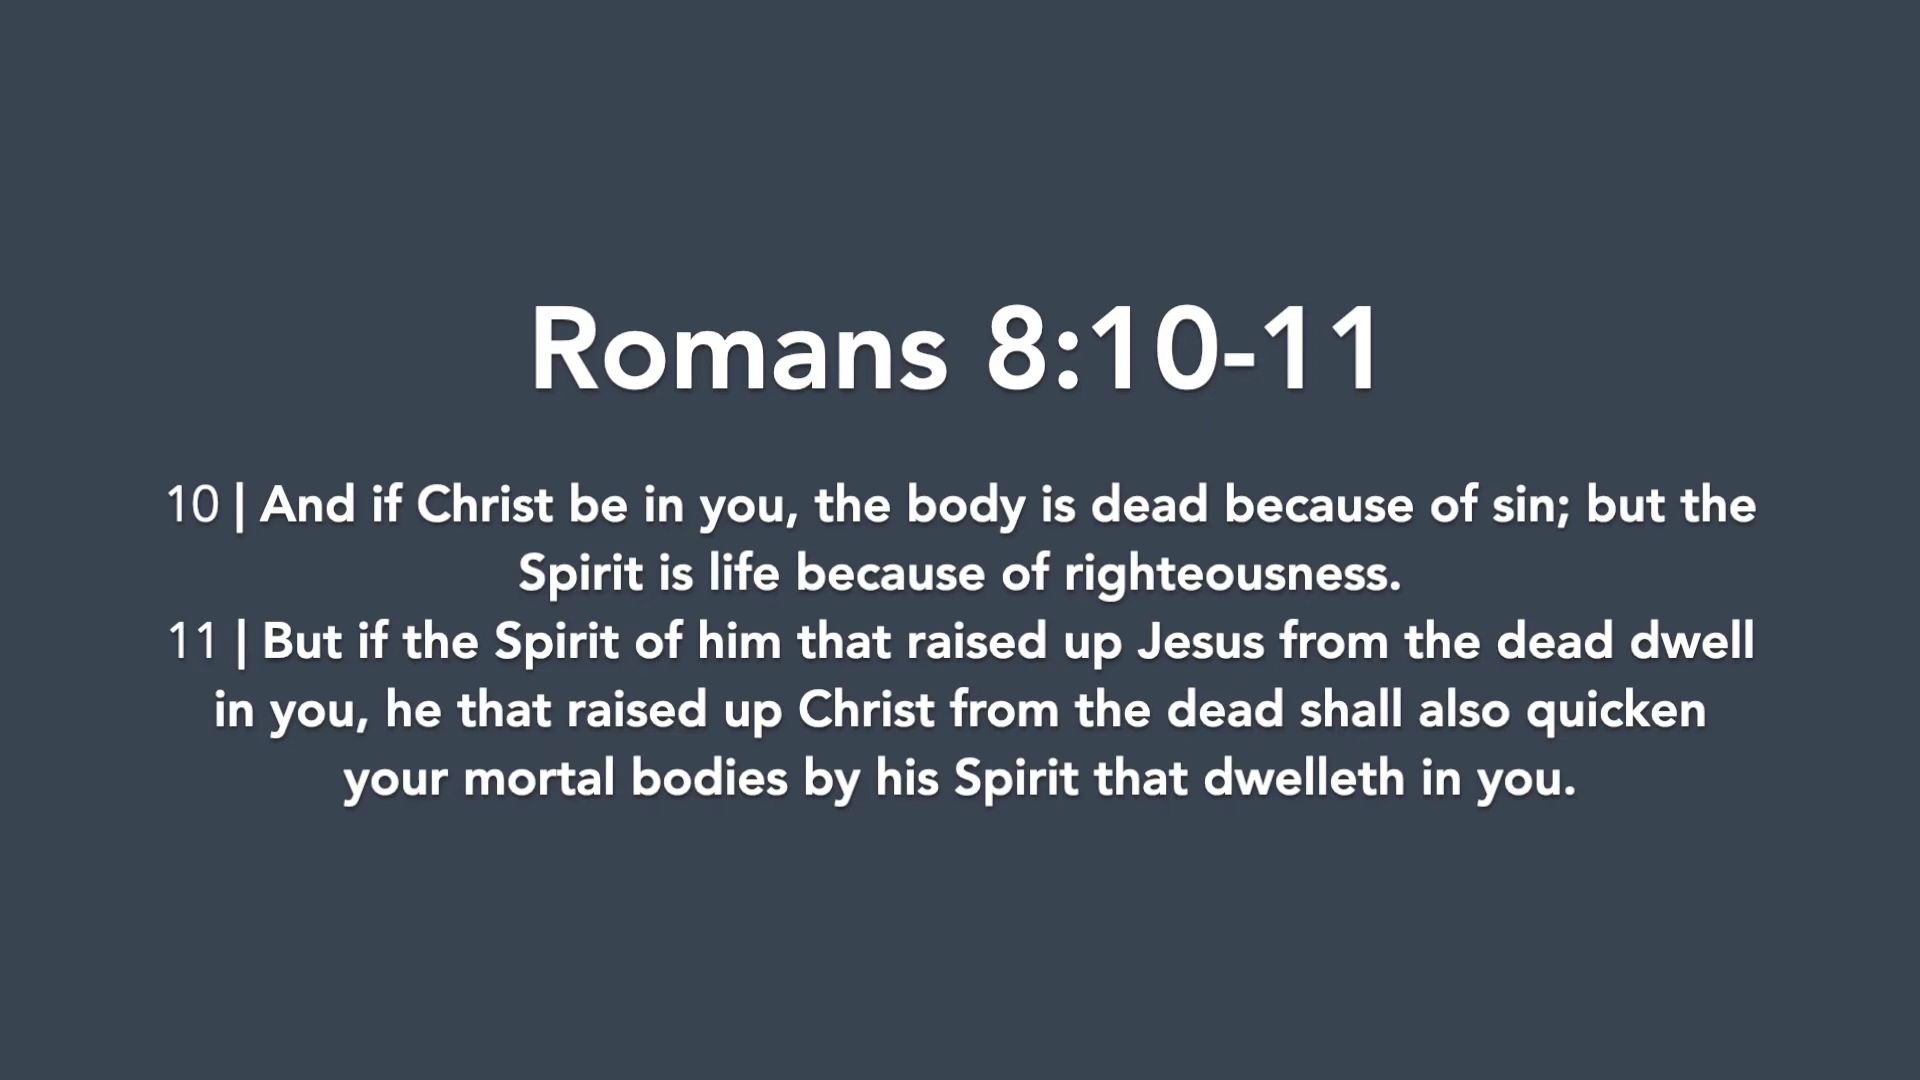 Romans 8:10-11
10 | And if Christ be in you, the body is dead because of sin; but the
Spirit is life because of righteousness.
11 | But if the Spirit of him that raised up Jesus from the dead dwell
in you, he that raised up Christ from the dead shall also quicken
your mortal bodies by his Spirit that dwelleth in you.